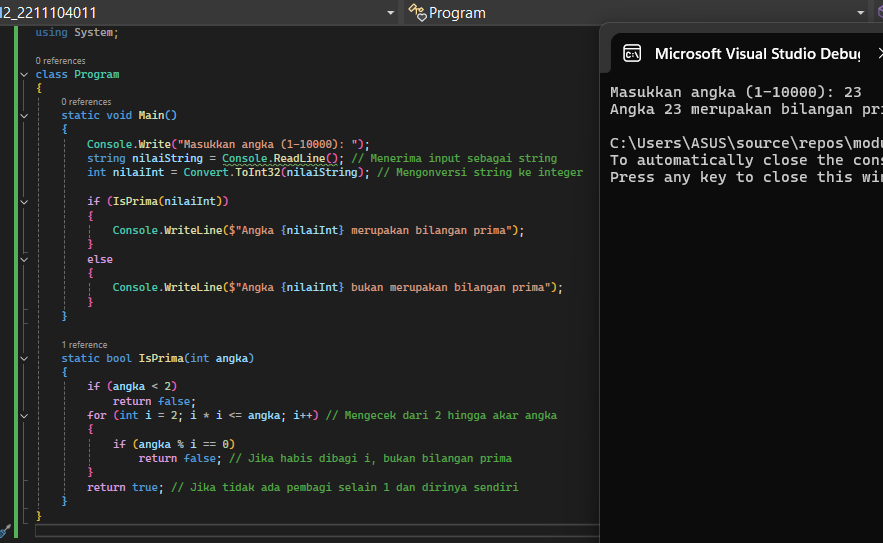 I2_2211104011
Program
using System;
0 references
class Program
{
0 references
static void Main()
{
Console.Write("Masukkan angka (1-10000): ");
string nilaiString = Console.ReadLine(); // Menerima input sebagai string
int nilaiInt = Convert.ToInt32(nilaiString); // Mengonversi string ke integer
if (IsPrima(nilaiInt))
{
Console.WriteLine($"Angka {nilaiInt} merupakan bilangan prima");
}
else
{
Console.WriteLine($"Angka {nilaiInt} bukan merupakan bilangan prima");
}
}
1 reference
static bool IsPrima(int angka)
{
if (angka < 2)
return false;
for (int i = 2; i * i <= angka; i++) // Mengecek dari 2 hingga akar angka
{
if (angka % i == 0)
return false; // Jika habis dibagi i, bukan bilangan prima
}
return true; // Jika tidak ada pembagi selain 1 dan dirinya sendiri
}
}
Microsoft Visual Studio Debug
Masukkan angka (1-10000): 23
Angka 23 merupakan bilangan pri
C:\Users\ASUS\source\repos\modu
To automatically close the cons
Press any key to close this win